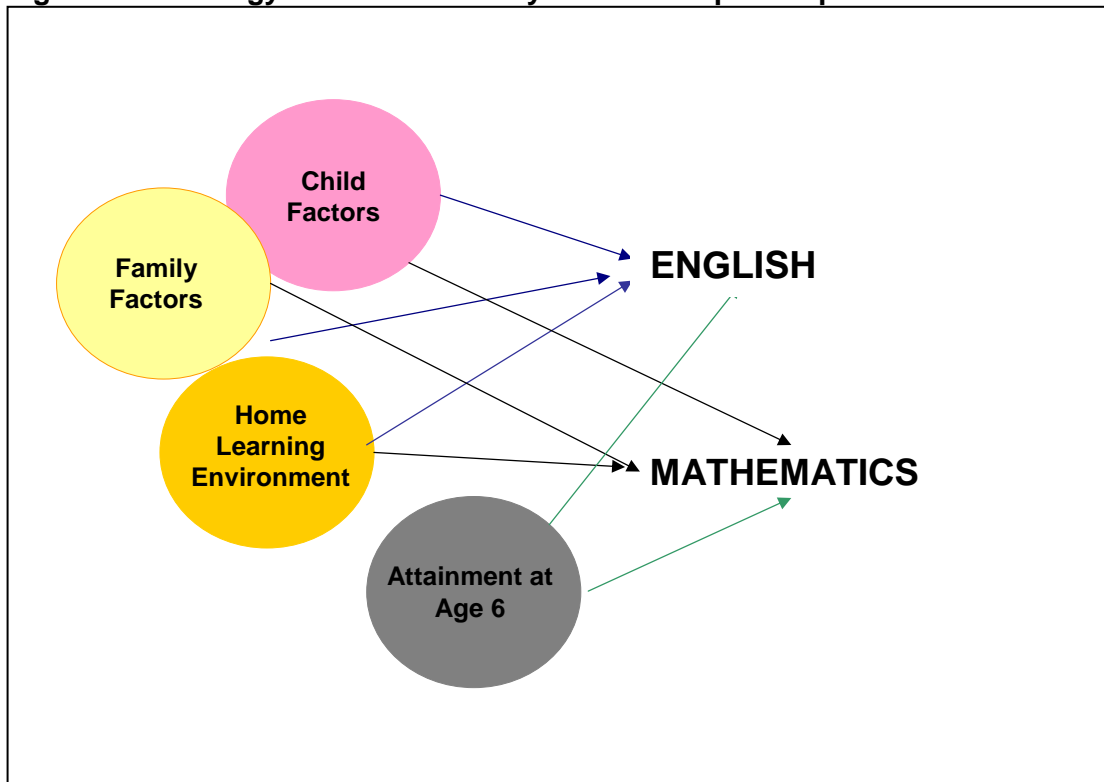 Child
Factors
Family
Factors
ENGLISH
Home
Learning
Environment
MATHEMATICS
Attainment at
Age 6